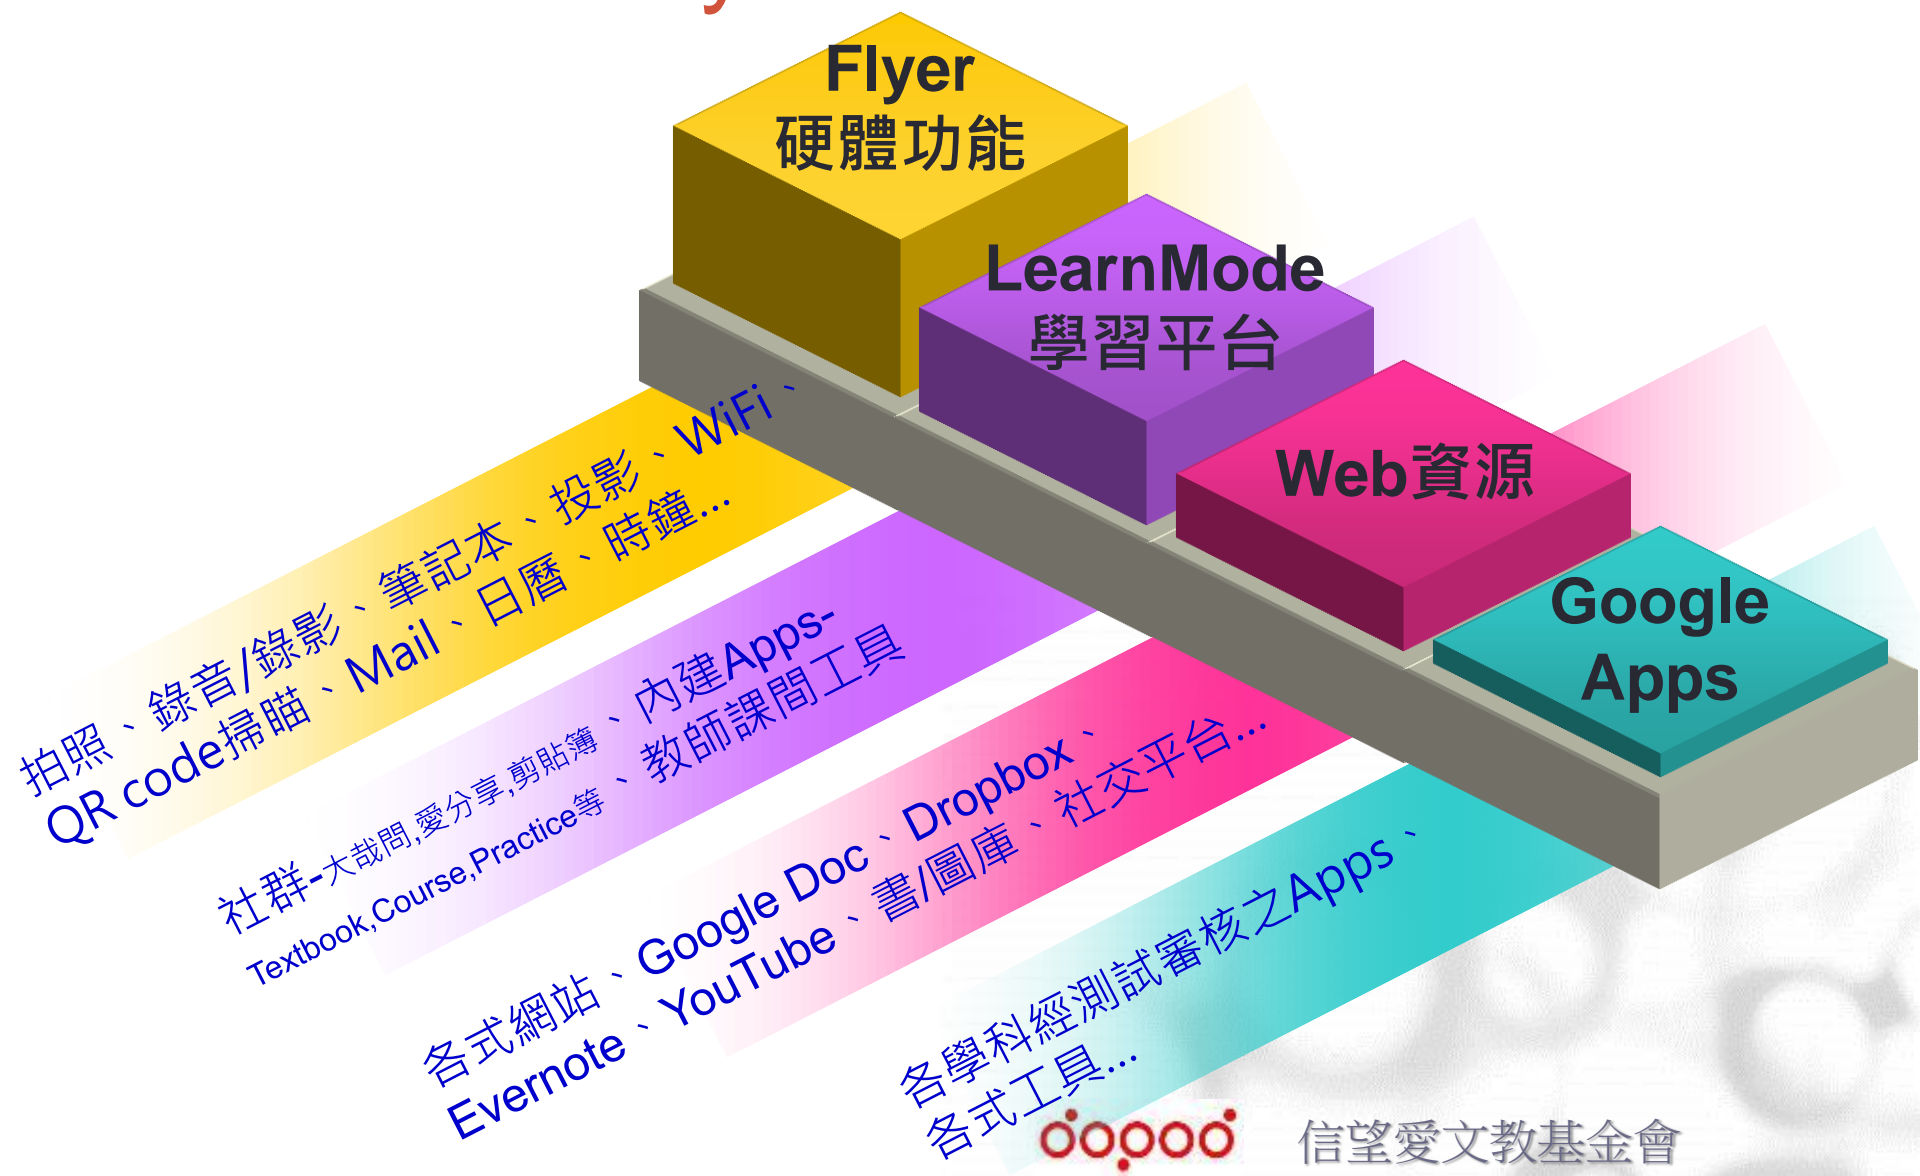 Flyer
硬體功能
LearnMode
學習平台
Web資源
Google
Apps
拍照、錄音/錄影、筆記本、投影、WiFi、
QR code掃瞄、Mail、日曆、時鐘...
社群-大哉問,愛分享,剪貼簿、內建Apps-
Textbook,Course,Practice等、教師課間工具
各式網站、Google Doc、Dropbox、
Evernote、YouTube、書/圖庫、社交平台...
各學科經測試審核之Apps、
各式工具...
dopod
信望愛文教基金會